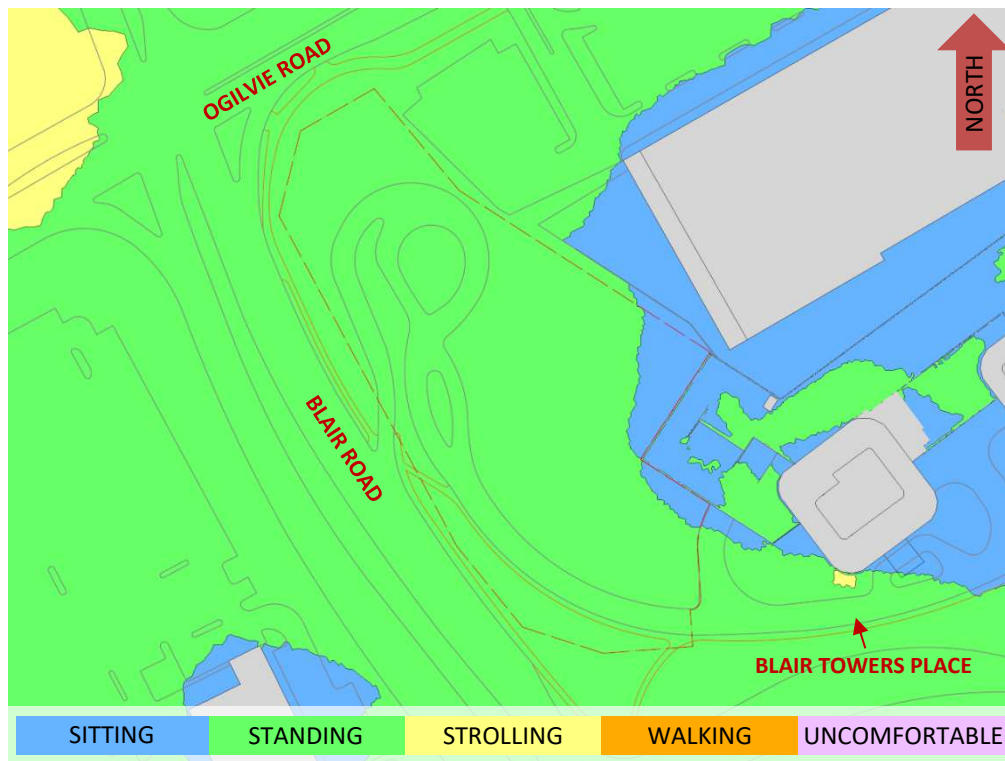 OGILVIE ROAD
NORTH
BLAIR ROAD
BLAIR TOWERS PLACE
SITTING
STANDING
STROLLING
WALKING
UNCOMFORTABLE